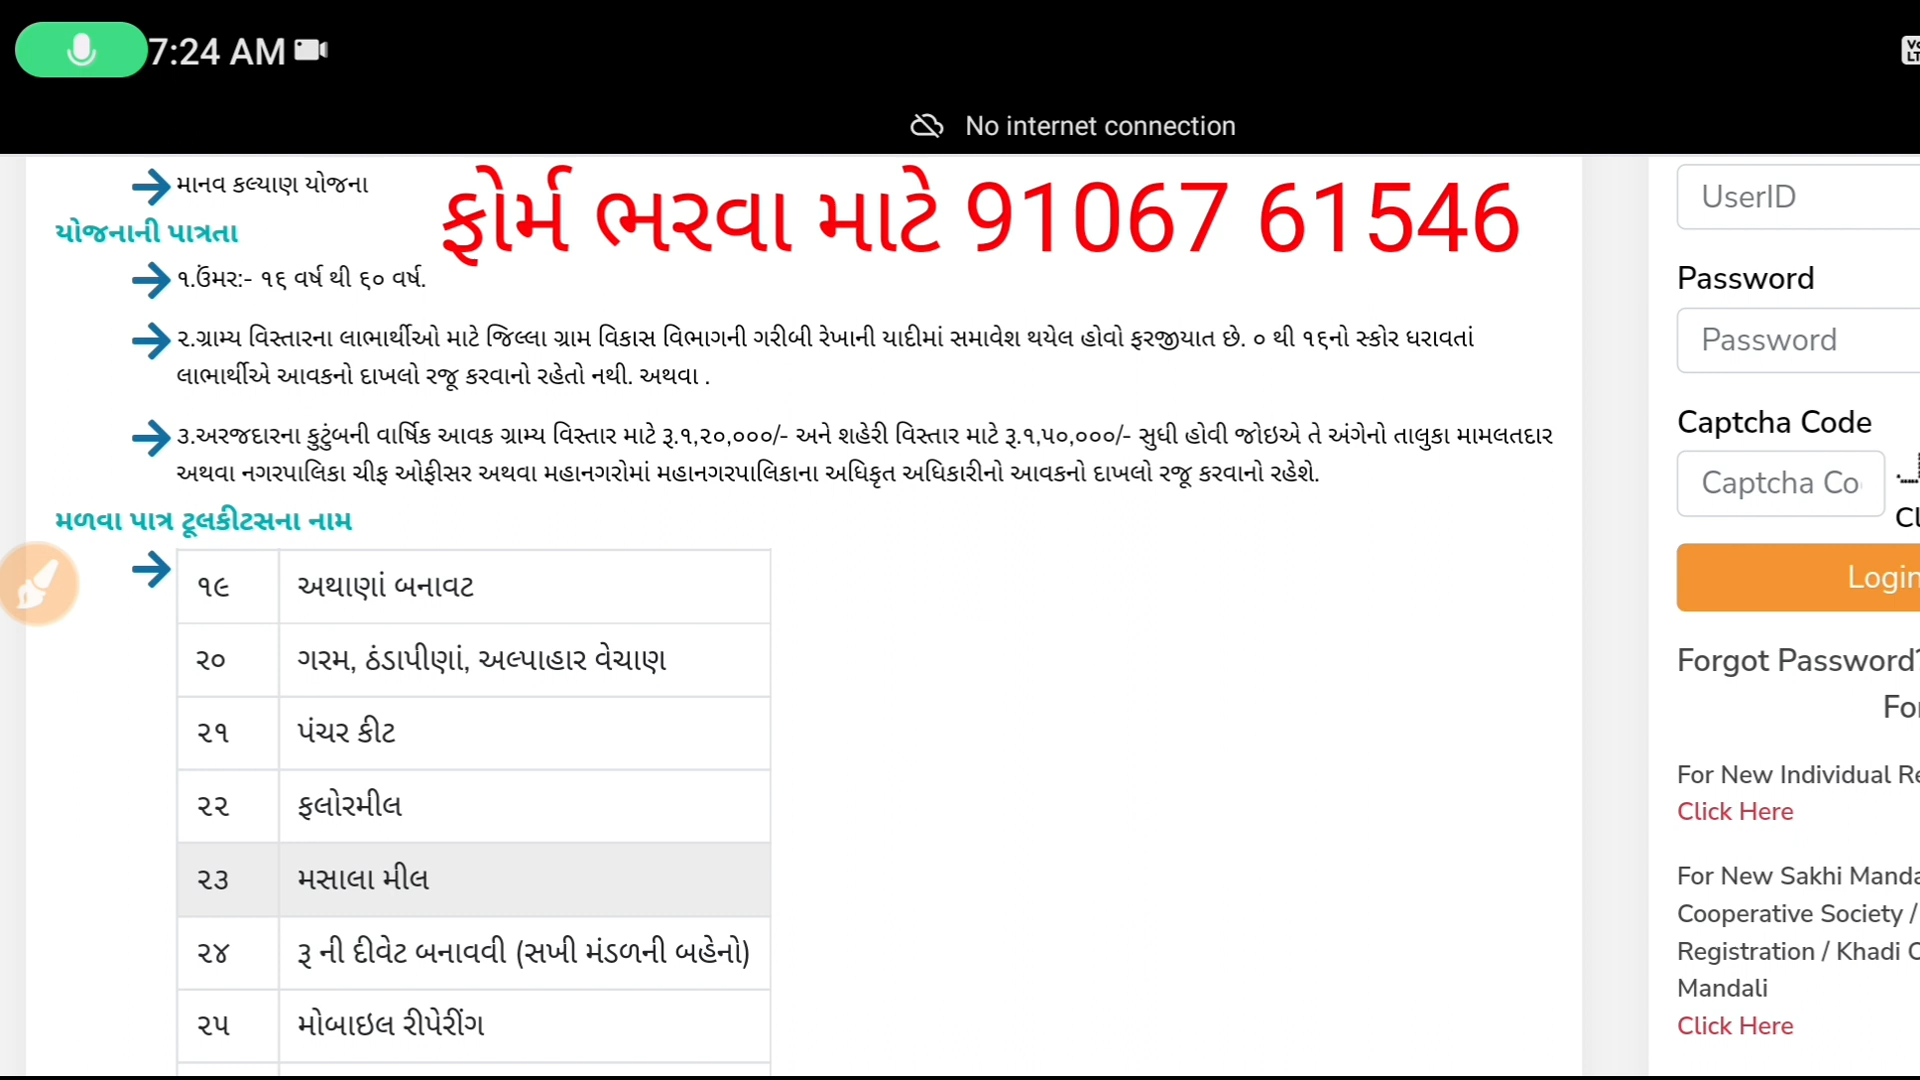 7:24 AM
No internet connection
માનવ કલ્યાણ યોજના
ફોર્મ ભરવા માટે 91067 61546
યોજનાની પાત્રતા
૧.ઉંમર:- ૧૬ વર્ષ થી ૬૦ વર્ષ.
૨.ગ્રામ્ય વિસ્તારના લાભાર્થીઓ માટે જિલ્લા ગ્રામ વિકાસ વિભાગની ગરીબી રેખાની યાદીમાં સમાવેશ થયેલ હોવો ફરજીયાત છે. ૦ થી ૧૬નો સ્કોર ધરાવતાં
લાભાર્થીએ આવકનો દાખલો રજૂ કરવાનો રહેતો નથી. અથવા .
૩.અરજદારના કુટુંબની વાર્ષિક આવક ગ્રામ્ય વિસ્તાર માટે રૂ.૧,૨૦,૦૦૦/- અને શહેરી વિસ્તાર માટે રૂ.૧,૫૦,૦૦૦/- સુધી હોવી જોઇએ તે અંગેનો તાલુકા મામલતદાર
અથવા નગરપાલિકા ચીફ ઓફીસર અથવા મહાનગરોમાં મહાનગરપાલિકાના અધિકૃત અધિકારીનો આવકનો દાખલો રજૂ કરવાનો રહેશે.
મળવા પાત્ર ટૂલકીટસના નામ
૧૯ અથાણાં બનાવટ
૨૦ ગરમ, ઠંડાપીણાં, અલ્પાહાર વેચાણ
૨૧ પંચર કીટ
૨૨ ફલોરમીલ
૨૩ મસાલા મીલ
૨૪ રૂ ની દીવેટ બનાવવી (સખી મંડળની બહેનો)
૨૫ મોબાઇલ રીપેરીંગ
UserID
Password
Password
Captcha Code
Captcha Co
Login
Forgot Password?
For New Individual
Click Here
For New Sakhi
Cooperative Society /
Registration / Khadi
Mandali
Click Here